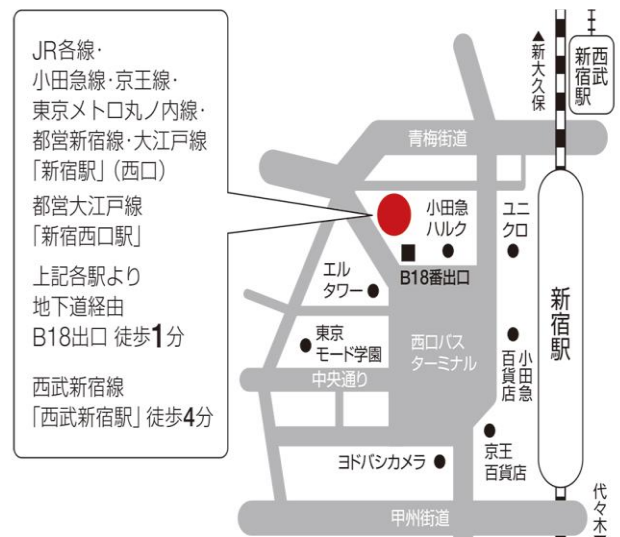 JR各線・
小田急線・京王線・
東京メトロ丸ノ内線・
都営新宿線・大江戸線
「新宿駅」(西口)
都営大江戸線
「新宿西口駅」
上記各駅より
地下道経由
B18出口 徒歩1分
西武新宿線
「西武新宿駅」徒歩4分
▲新大久保
西武
新宿駅
青梅街道
小田急
ハルク
ユニ
クロ
B18番出口
エル
タワー
新宿駅
東京
モード学園
西口バス
ターミナル
小田急
百貨店
中央通り
京王
百貨店
ヨドバシカメラ
甲州街道
代々木